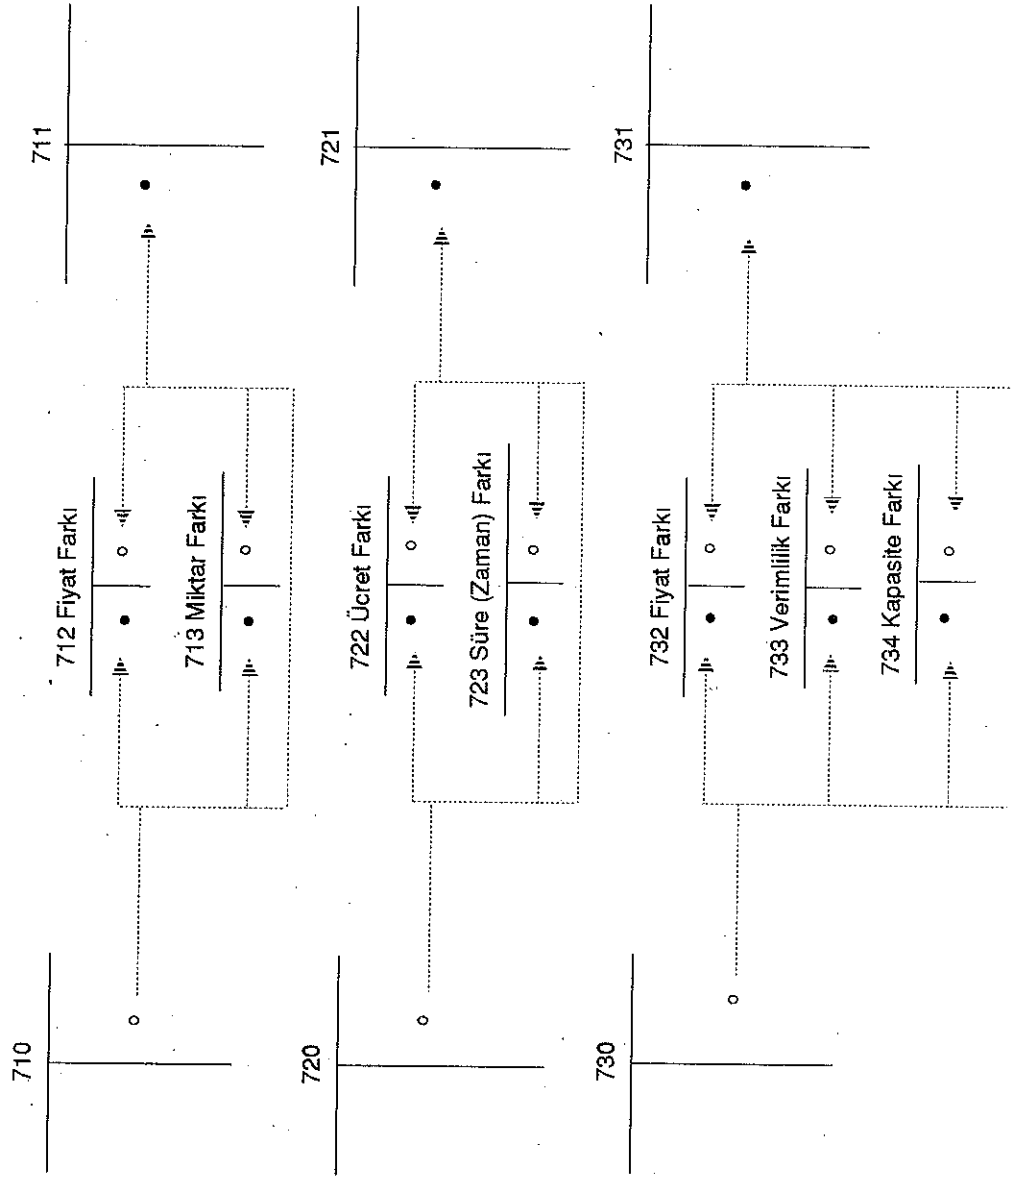 710
712 Fiyat Farkı
713 Miktar Farkı
711
720
722 Ücret Farkı
723 Süre (Zaman) Farkı
721
730
732 Fiyat Farkı
733 Verimlilik Farkı
734 Kapasite Farkı
731